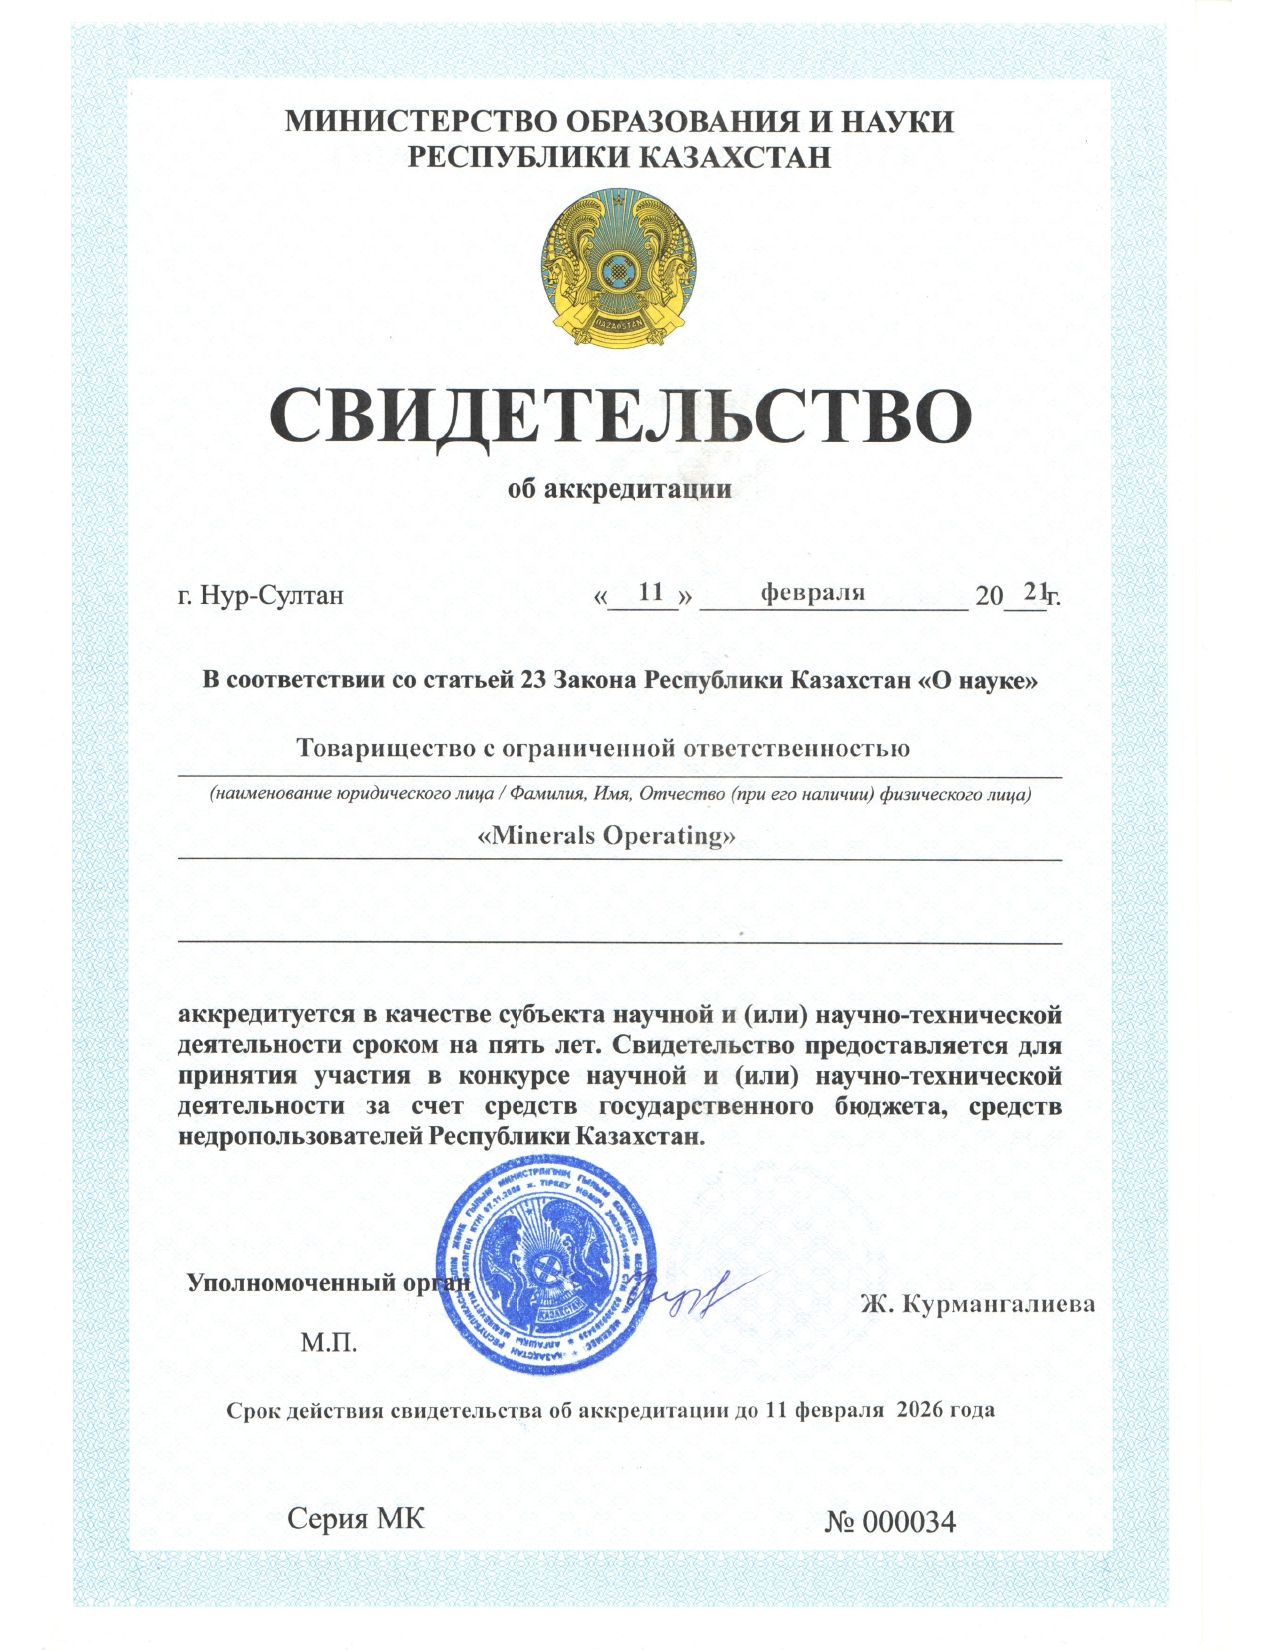 МИНИСТЕРСТВО ОБРАЗОВАНИЯ И НАУКИ
РЕСПУБЛИКИ КАЗАХСТАН
QAZAQSTAN
СВИДЕТЕЛЬСТВО
об аккредитации
г. Нур-Султан « 11 » февраля 20 21 г.
В соответствии со статьей 23 Закона Республики Казахстан «О науке»
Товарищество с ограниченной ответственностью
(наименование юридического лица / Фамилия, Имя, Отчество (при его наличии) физического лица)
«Minerals Operating»
аккредитуется в качестве субъекта научной и (или) научно-технической
деятельности сроком на пять лет. Свидетельство предоставляется для
принятия участия в конкурсе научной и (или) научно-технической
деятельности за счет средств государственного бюджета, средств
недропользователей Республики Казахстан.
Уполномоченный орган
Ж. Курмангалиева
М.П.
Срок действия свидетельства об аккредитации до 11 февраля 2026 года
Серия МК № 000034